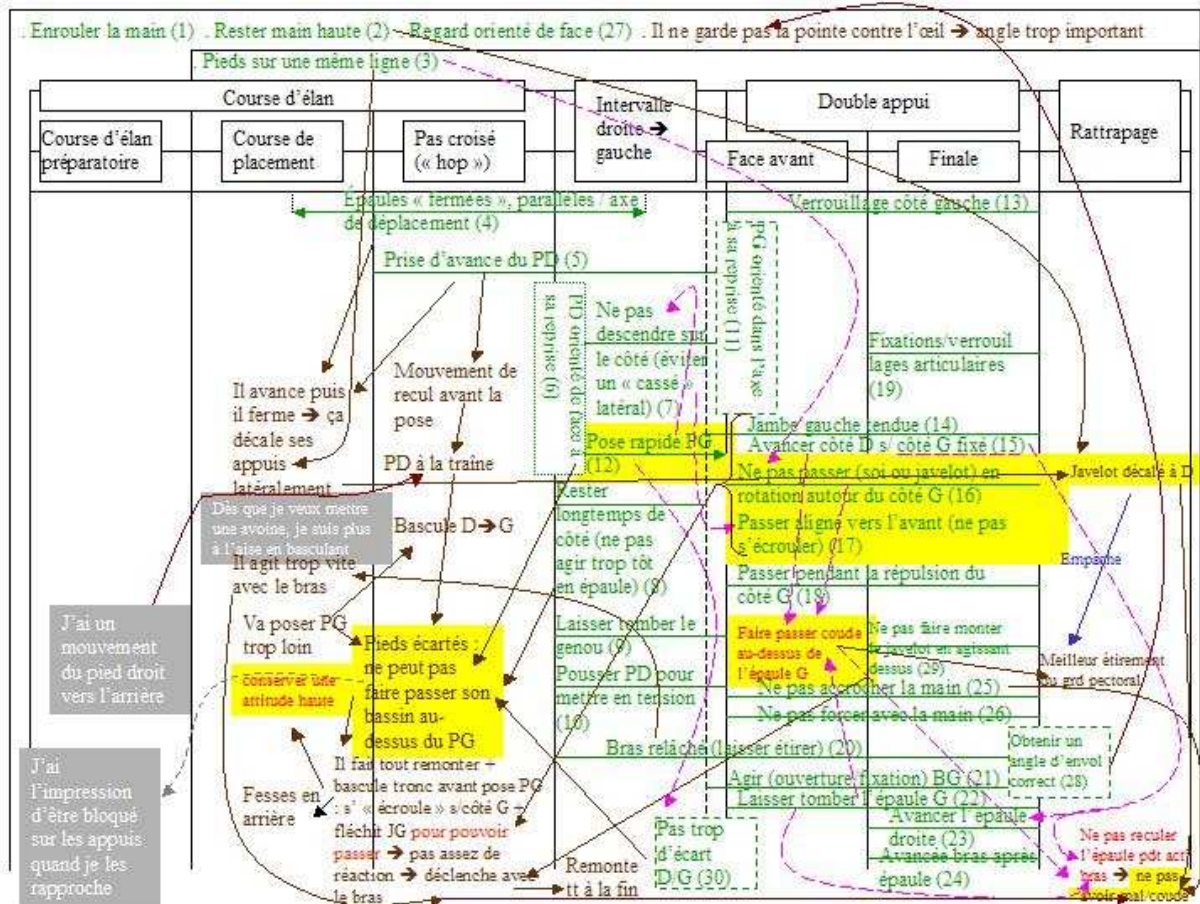 . Enrouler la main (1)  . Rester main haute (2)  . Regard orienté de face (27)  . Il ne garde pas la pointe contre l'œil ➔ angle trop important
. Pieds sur une même ligne (3)
Course d'élan
Intervalle
droite ➔
gauche
Double appui
Rattrapage
Course d'élan
préparatoire
Course de
placement
Pas croisé
(« hop »)
Face avant
Finale
Épaules « fermées », parallèles / axe
de déplacement (4)
Verrouillage côté gauche (13)
Prise d'avance du PD (5)
PD orienté de face à
sa reprise (6)
PG orienté dans l'axe
à sa reprise (11)
Ne pas
descendre sur
le côté (éviter
un « cassé »
latéral) (7)
Fixations/verrouil
lages articulaires
(19)
Il avance puis
il ferme ➔ ça
décale ses
appuis
latéralement
Mouvement de
recul avant la
pose
Pose rapide PG
(12)
Jambe gauche tendue (14)
Avancer côté D s/ côté G fixé (15)
PD à la traîne
Ne pas passer (soi ou javelot) en
rotation autour du côté G (16)
Javelot décalé à D
Dès que je veux mettre
une avoine, je suis plus
à l'aise en basculant
Bascule D➔G
Rester
longtemps de
côté (ne pas
agir trop tôt
en épaule) (8)
Passer aligné vers l'avant (ne pas
s'écrouler) (17)
Empaché
Il agit trop vite
avec le bras
Passer pendant la répulsion du
côté G (18)
J'ai un
mouvement
du pied droit
vers l'arrière
Va poser PG
trop loin
Pieds écartés :
ne peut pas
faire passer son
bassin au-
dessus du PG
Laisser tomber le
genou (9)
Faire passer coude
au-dessus de
l'épaule G
Ne pas faire monter
le javelot en agissant
dessus (29)
Meilleur étirement
du grd pectoral
conserver une
attitude haute
Pousser PD pour
mettre en tension
(10)
Ne pas accrocher la main (25)
Ne pas forcer avec la main (26)
Bras relâché (laisser étirer) (20)
Obtenir un
angle d'envol
correct (28)
J'ai
l'impression
d'être bloqué
sur les appuis
quand je les
rapproche
Fesses en
arrière
Il fait tout remonter +
bascule tronc avant pose PG
: s' « écroule » s/côté G +
fléchit JG pour pouvoir
passer ➔ pas assez de
réaction ➔ déclenche avec
le bras
Agir (ouverture fixation) BG (21)
Laisser tomber l'épaule G (22)
Remonte
tt à la fin
Pas trop
d'écart
D/G (30)
Avancer l'épaule
droite (23)
Avancée bras après
épaule (24)
Ne pas reculer
l'épaule pdt act
bras ➔ ne pas
avoir mal/coude